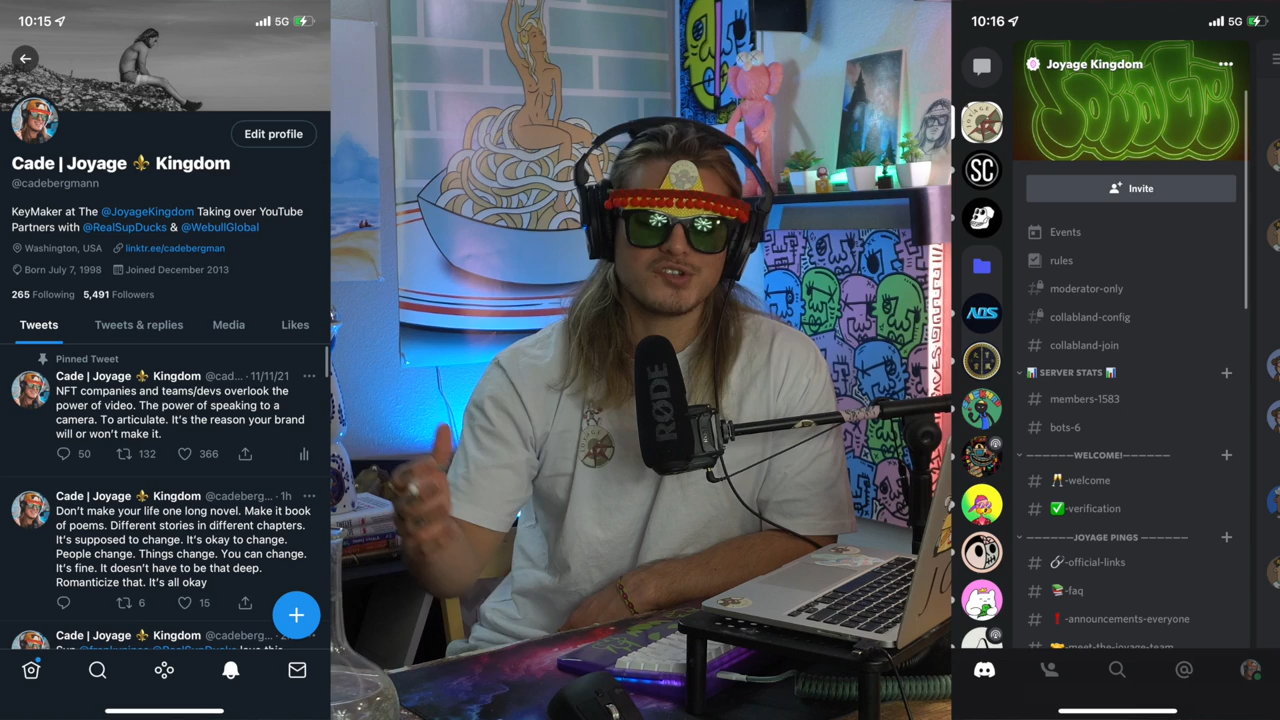 10:15
5G
Edit profile
Cade | Joyage ⚜️ Kingdom
@cadebergmann
KeyMaker at The @JoyageKingdom Taking over YouTube
Partners with @RealSupDucks & @WebullGlobal
Washington, USA linktr.ee/cadebergman
Born July 7, 1998 Joined December 2013
265 Following 5,491 Followers
Tweets Tweets & replies Media Likes
Pinned Tweet
Cade | Joyage ⚜️ Kingdom @cad... · 11/11/21
NFT companies and teams/devs overlook the
power of video. The power of speaking to a
camera. To articulate. It's the reason your brand
will or won't make it.
50 132 366
Cade | Joyage ⚜️ Kingdom @cadeberg... · 1h
Don't make your life one long novel. Make it book
of poems. Different stories in different chapters.
It's supposed to change. It's okay to change.
People change. Things change. You can change.
It's fine. It doesn't have to be that deep.
Romanticize that. It's all okay
6 15
Cade | Joyage ⚜️ Kingdom @cadeberg...
RØDE
10:16
5G
Joyage Kingdom
SC
AOS
Invite
Events
rules
moderator-only
collabland-config
collabland-join
📊 SERVER STATS 📊
members-1583
bots-6
——————WELCOME!——————
🥂-welcome
✅-verification
——————JOYAGE PINGS ——————
🔗-official-links
📚-faq
❗-announcements-everyone
🤝-meet-the-joyage-team